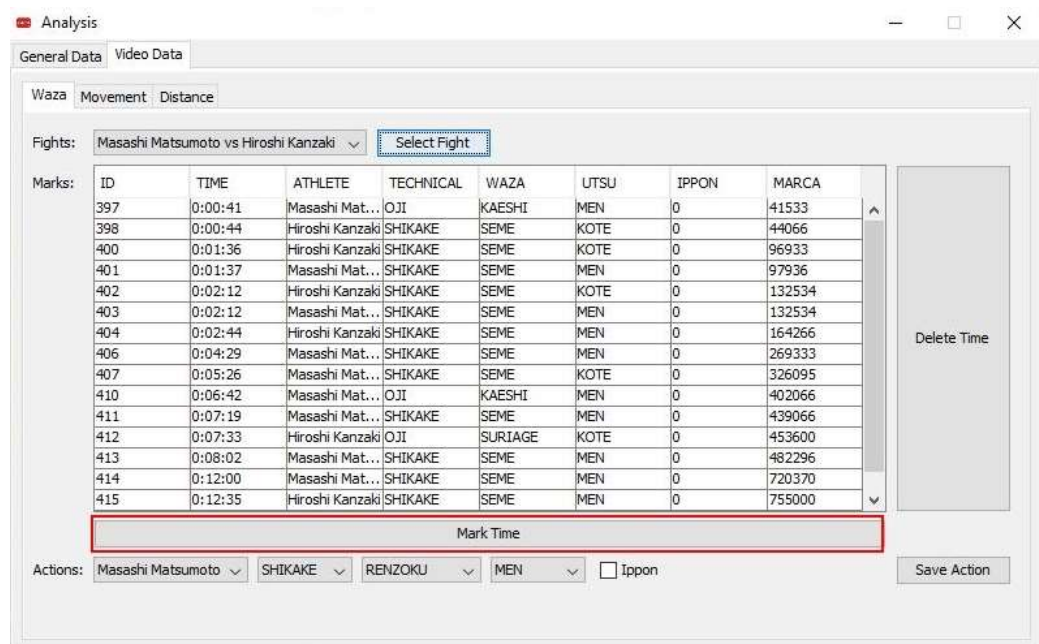 Analysis
General Data Video Data
Waza Movement Distance
Fights: Masashi Matsumoto vs Hiroshi Kanzaki Select Fight
Marks: ID TIME ATHLETE TECHNICAL WAZA UTSU IPPON MARCA
397 0:00:41 Masashi Mat... OJI KAESHI MEN 0 41533
398 0:00:44 Hiroshi Kanzaki SHIKAKE SEME KOTE 0 44066
400 0:01:36 Hiroshi Kanzaki SHIKAKE SEME KOTE 0 96933
401 0:01:37 Masashi Mat... SHIKAKE SEME MEN 0 97936
402 0:02:12 Hiroshi Kanzaki SHIKAKE SEME KOTE 0 132534
403 0:02:12 Masashi Mat... SHIKAKE SEME MEN 0 132534
404 0:02:44 Hiroshi Kanzaki SHIKAKE SEME MEN 0 164266
406 0:04:29 Masashi Mat... SHIKAKE SEME MEN 0 269333
407 0:05:26 Masashi Mat... SHIKAKE SEME KOTE 0 326095
410 0:06:42 Masashi Mat... OJI KAESHI MEN 0 402066
411 0:07:19 Masashi Mat... SHIKAKE SEME MEN 0 439066
412 0:07:33 Hiroshi Kanzaki OJI SURIAGE KOTE 0 453600
413 0:08:02 Masashi Mat... SHIKAKE SEME MEN 0 482296
414 0:12:00 Masashi Mat... SHIKAKE SEME MEN 0 720370
415 0:12:35 Hiroshi Kanzaki SHIKAKE SEME MEN 0 755000
Delete Time
Mark Time
Actions: Masashi Matsumoto SHIKAKE RENZOKU MEN Ippon Save Action